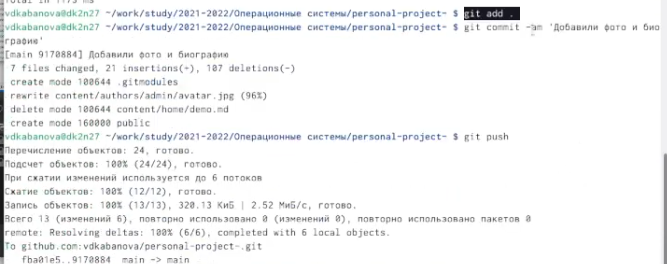 vdkabanova@dk2n27 ~/work/study/2021-2022/Операционные системы/personal-project- $ git add .
vdkabanova@dk2n27 ~/work/study/2021-2022/Операционные системы/personal-project- $ git commit -am 'Добавили фото и био
графию'
[main 9170884] Добавили фото и биографию
7 files changed, 21 insertions(+), 107 deletions(-)
create mode 100644 .gitmodules
rewrite content/authors/admin/avatar.jpg (96%)
delete mode 100644 content/home/demo.md
create mode 160000 public
vdkabanova@dk2n27 ~/work/study/2021-2022/Операционные системы/personal-project- $ git push
Перечисление объектов: 24, готово.
Подсчет объектов: 100% (24/24), готово.
При сжатии изменений используется до 6 потоков
Сжатие объектов: 100% (12/12), готово.
Запись объектов: 100% (13/13), 320.13 КиБ | 2.52 МиБ/с, готово.
Всего 13 (изменений 6), повторно использовано 0 (изменений 0), повторно использовано пакетов 0
remote: Resolving deltas: 100% (6/6), completed with 6 local objects.
To github.com:vdkabanova/personal-project-.git
fba01e5..9170884 main -> main